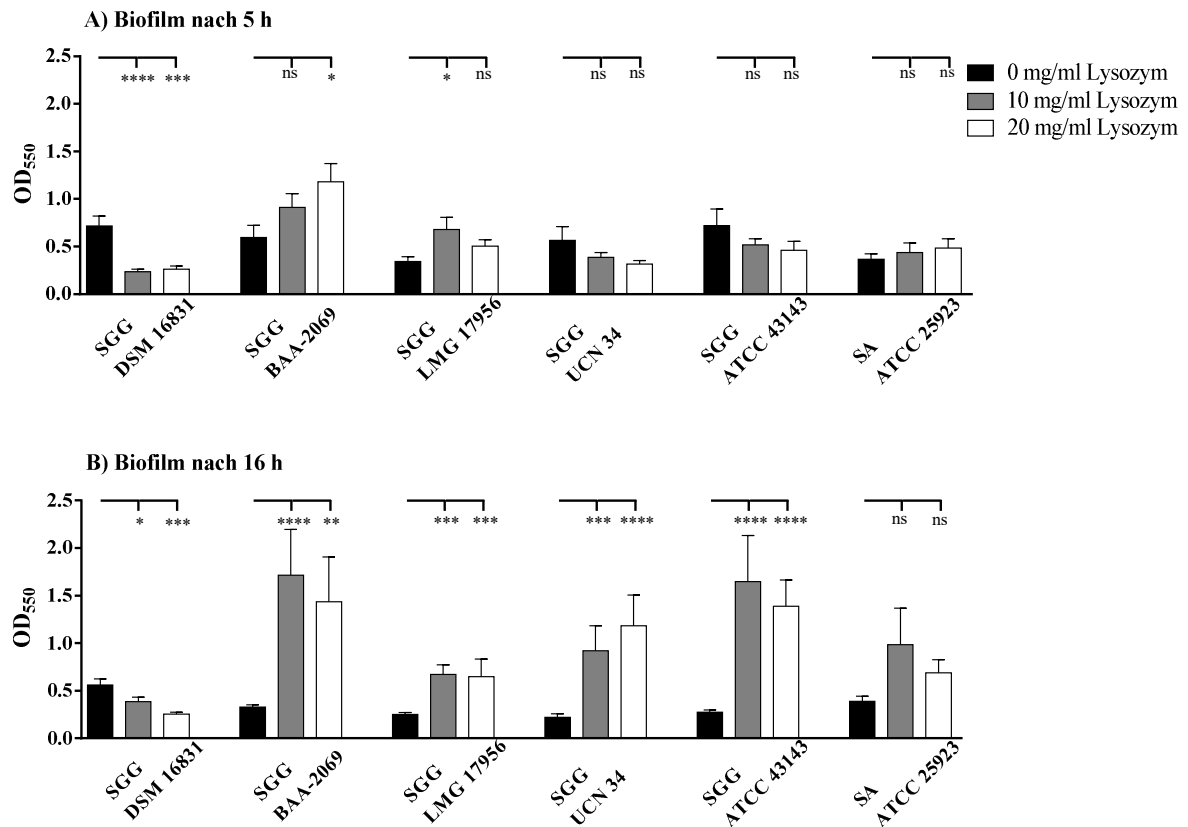 A) Biofilm nach 5 h
2.5
2.0
1.5
1.0
0.5
0.0
OD550
**** ***
ns *
* ns
ns ns
ns ns
ns ns
0 mg/ml Lysozym
10 mg/ml Lysozym
20 mg/ml Lysozym
SGG
DSM 16831
SGG
BAA-2069
SGG
LMG 17956
SGG
UCN 34
SGG
ATCC 43143
SA
ATCC 25923
B) Biofilm nach 16 h
2.5
2.0
1.5
1.0
0.5
0.0
OD550
* ***
**** **
*** ***
*** ****
**** ****
ns ns
SGG
DSM 16831
SGG
BAA-2069
SGG
LMG 17956
SGG
UCN 34
SGG
ATCC 43143
SA
ATCC 25923